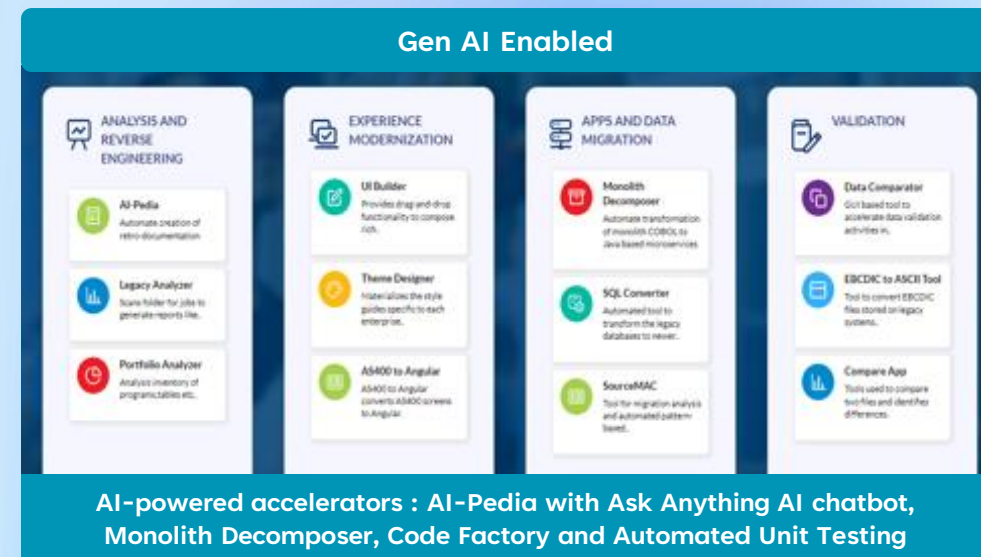 Gen AI Enabled
ANALYSIS AND
REVERSE
ENGINEERING
AI-Pedia
Automate creation of
retro documentation
Legacy Analyzer
Scans folder for jobs to
generate reports like..
Portfolio Analyzer
Analysis inventory of
programs,tables etc..
EXPERIENCE
MODERNIZATION
UI Builder
Provides drag-and-drop
functionality to compose
rich..
Theme Designer
Materializes the style
guides specific to each
enterprise..
AS400 to Angular
AS400 to Angular
converts AS400 screens
to Angular
APPS AND DATA
MIGRATION
Monolith
Decomposer
Automate transformation
of monolith COBOL to
Java based microservices
SQL Converter
Automated tool to
transform the legacy
databases to newer..
SourceMAC
Tool for migration analysis
and automated pattern-
based..
VALIDATION
Data Comparator
GUI based tool to
accelerate data validation
activities in..
EBCDIC to ASCII Tool
Tool to convert EBCDIC
files stored on legacy
systems..
Compare App
Tools used to compare
two files and identifies
differences.
AI-powered accelerators : AI-Pedia with Ask Anything AI chatbot,
Monolith Decomposer, Code Factory and Automated Unit Testing